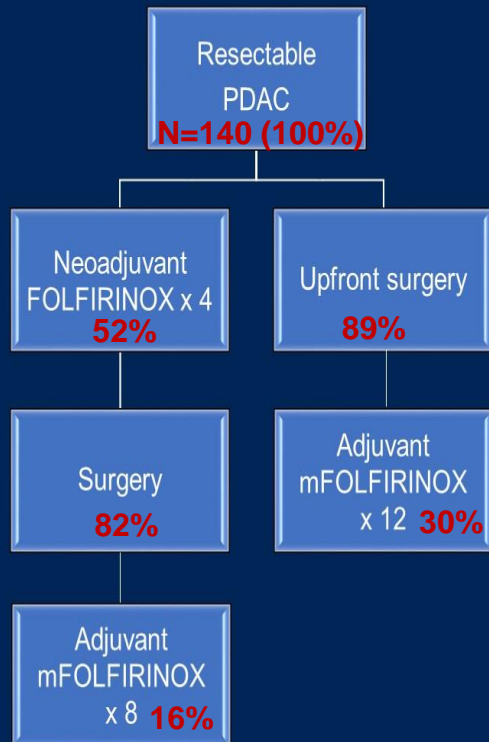 Resectable
PDAC
N=140 (100%)
Neoadjuvant
FOLFIRINOX x 4
52%
Upfront surgery
89%
Surgery
82%
Adjuvant
mFOLFIRINOX
x 12 30%
Adjuvant
mFOLFIRINOX
x 8 16%